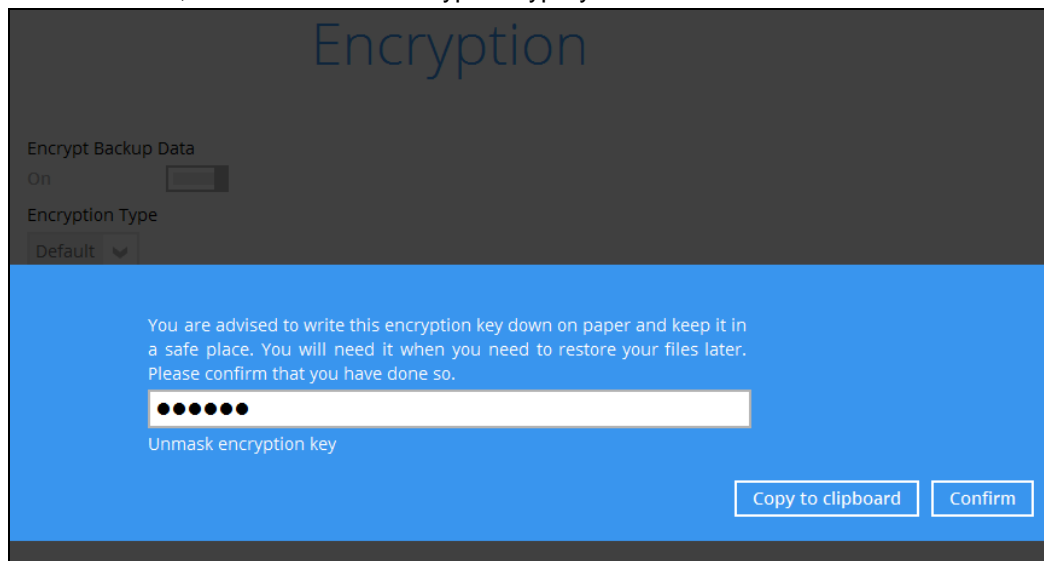 Encryption
Encrypt Backup Data
On
Encryption Type
Default
You are advised to write this encryption key down on paper and keep it in
a safe place. You will need it when you need to restore your files later.
Please confirm that you have done so.
●●●●●●
Unmask encryption key
Copy to clipboard Confirm